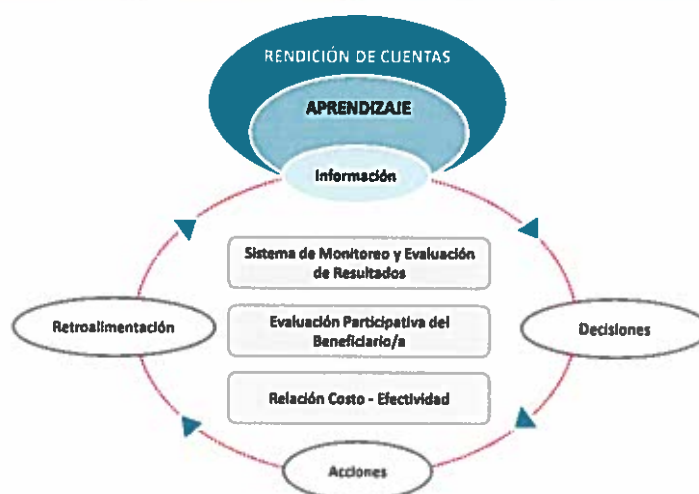 RENDICIÓN DE CUENTAS
APRENDIZAJE
Información
Sistema de Monitoreo y Evaluación
de Resultados
Retroalimentación
Evaluación Participativa del
Beneficiario/a
Decisiones
Relación Costo - Efectividad
Acciones